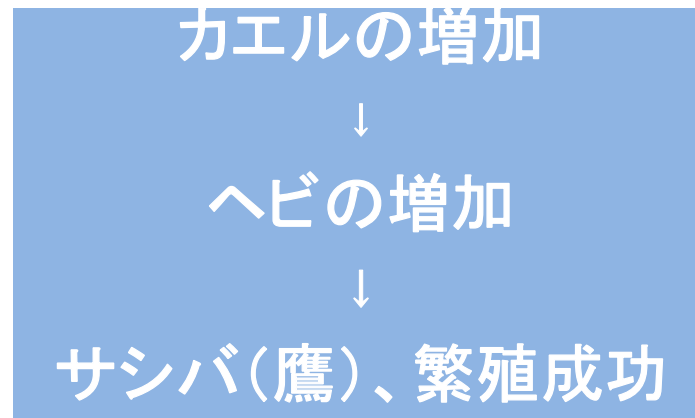 カエルの増加
↓
ヘビの増加
↓
サシバ（鷹）、繁殖成功